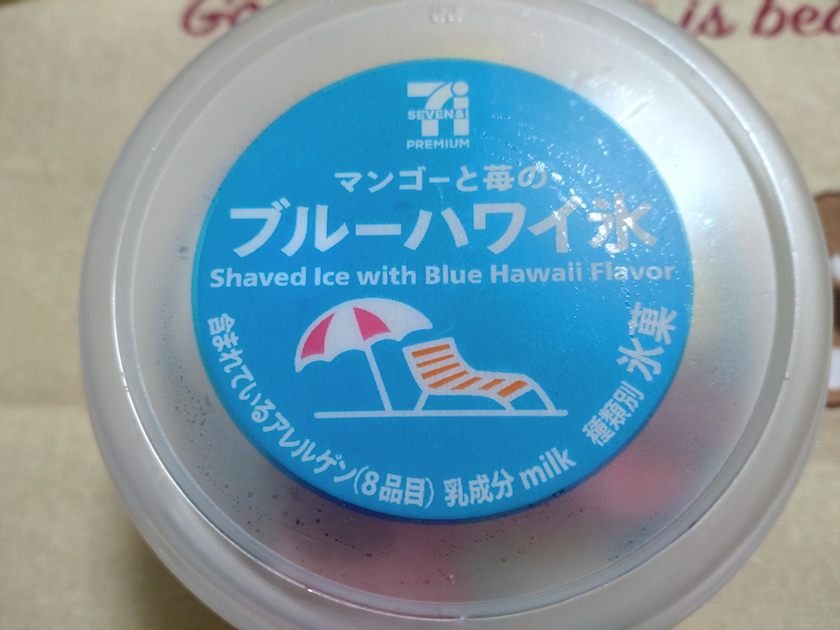 is
SEVEN&i
PREMIUM
マンゴーと苺の
ブルーハワイ氷
Shaved Ice with Blue Hawaii Flavor
含まれているアレルゲン(8品目) 乳成分 milk
種類別 氷菓